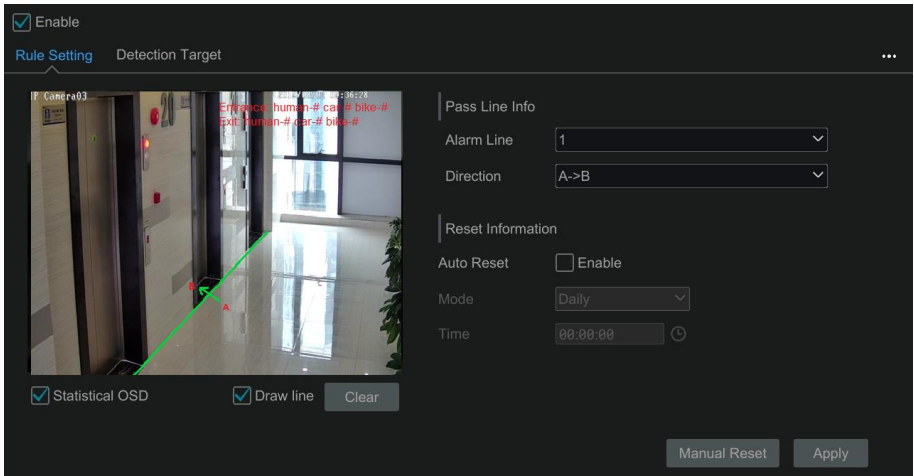 Enable
Rule Setting Detection Target
IP Camera03
Entrance: human-# car-# bike-#
Exit: human-# car-# bike-#
20
B
A
Statistical OSD Draw line Clear
Pass Line Info
Alarm Line 1
Direction A->B
Reset Information
Auto Reset Enable
Mode Daily
Time 00:00:00
Manual Reset Apply